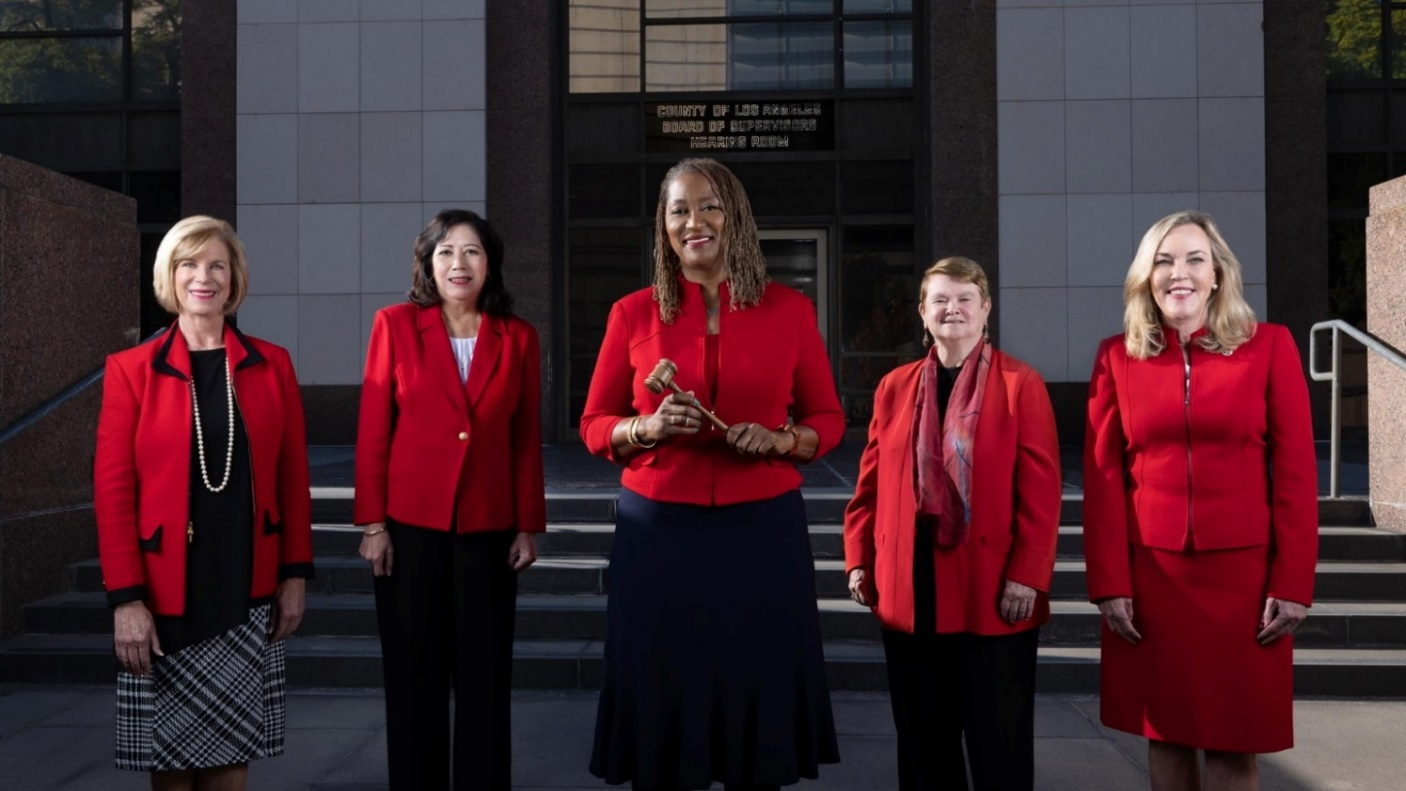 COUNTY OF LOS ANGELES
BOARD OF SUPERVISORS
HEARING ROOM